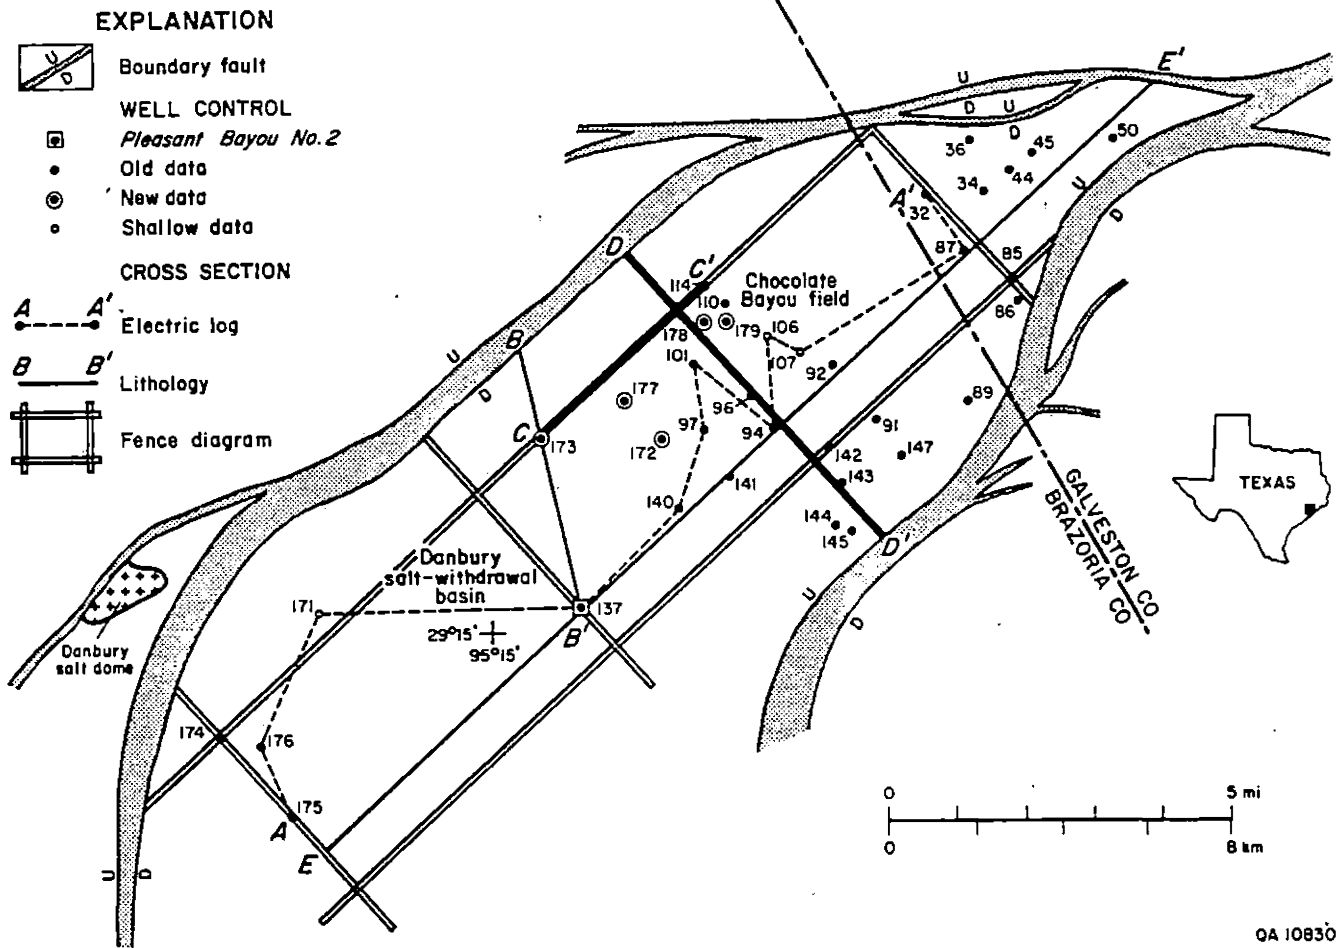 EXPLANATION
U
D
Boundary fault
WELL CONTROL
Pleasant Bayou No. 2
Old data
New data
Shallow data
CROSS SECTION
A A'
Electric log
B B'
Lithology
Fence diagram
E'
U
D U
D
36
45
50
44
34
A'
32
U
D
87
85
86
D
C'
114
110
Chocolate
Bayou field
178
179
106
107
101
92
B
U
D
177
96
89
C
173
97
94
91
172
142
147
143
140
141
144
145
D'
GALVESTON CO
BRAZORIA CO
TEXAS
Danbury
salt-withdrawal
basin
171
137
B'
29°15'
95°15'
U
D
Danbury
salt dome
174
176
175
A
E
U D
0 5 mi
0 8 km
QA 10830